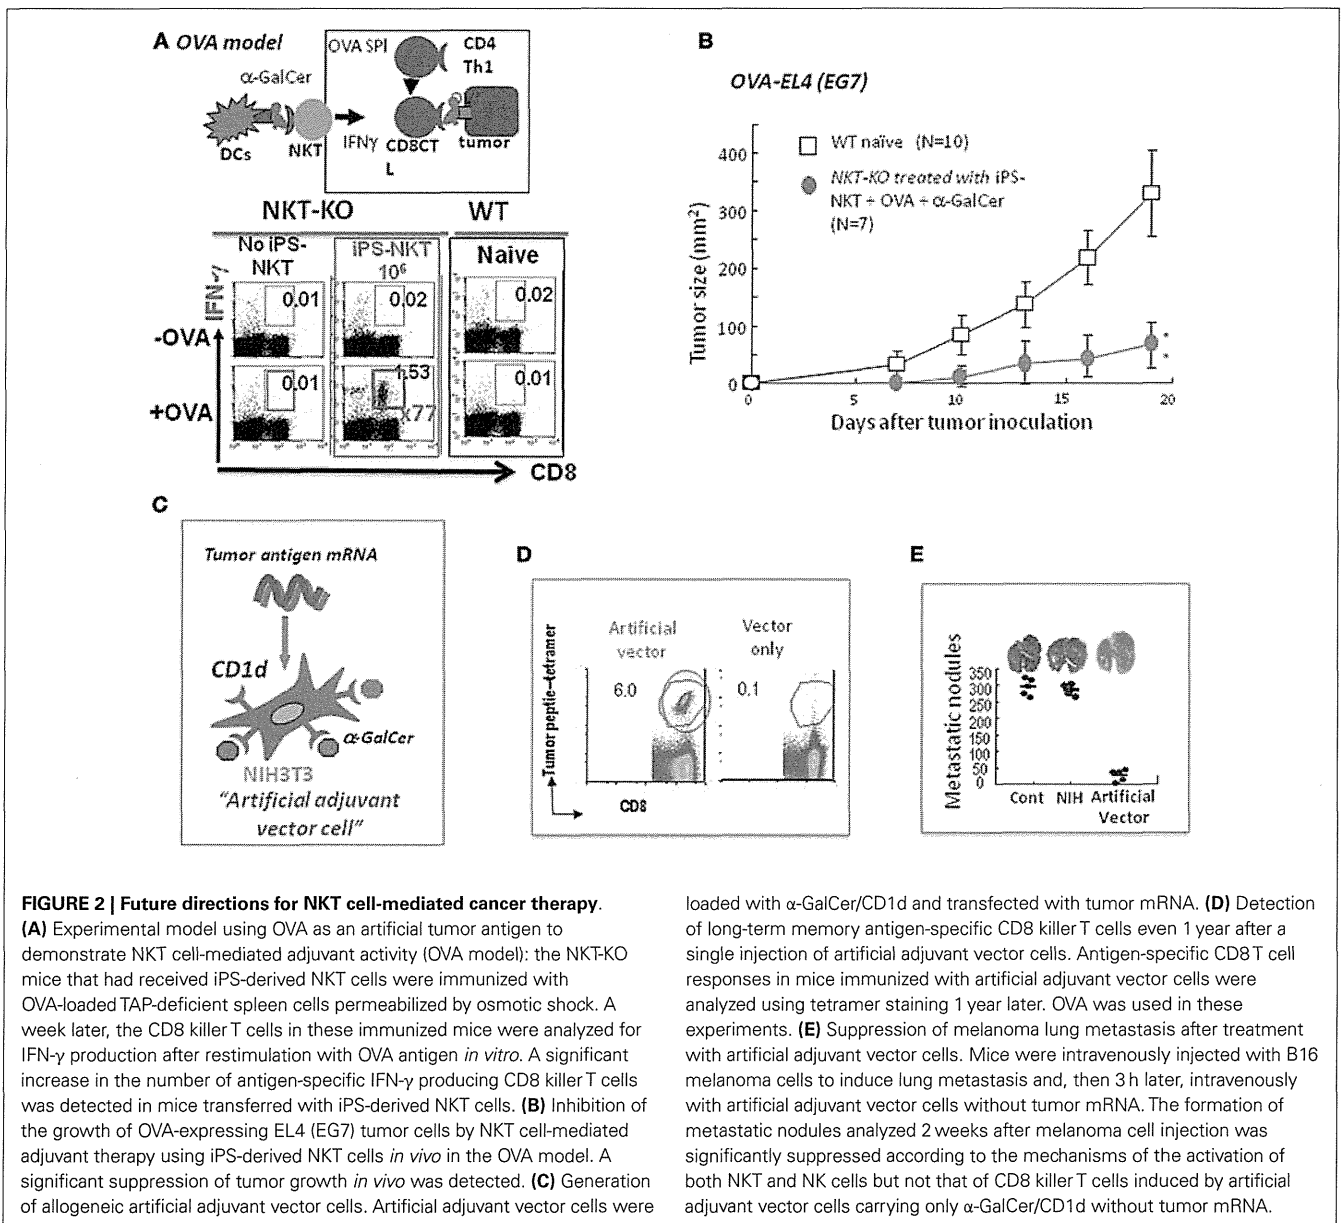 A OVA model
OVA SPI
CD4
Th1
α-GalCer
DCs
NKT
IFNγ
CD8CT
L
tumor
NKT-KO
WT
No iPS-
NKT
iPS-NKT
10⁶
Naïve
IFN-γ
-OVA
0.01
0.02
0.02
+OVA
0.01
1.53
x77
0.01
CD8
B
OVA-EL4 (EG7)
WT naïve (N=10)
NKT-KO treated with iPS-
NKT + OVA + α-GalCer
(N=7)
Tumor size (mm²)
400
300
200
100
0
0 5 10 15 20
Days after tumor inoculation
*
*
C
Tumor antigen mRNA
CD1d
α-GalCer
NIH3T3
"Artificial adjuvant
vector cell"
D
Artificial
vector
Vector
only
6.0
0.1
Tumor peptie-tetramer
CD8
E
Metastatic nodules
350
300
250
200
150
100
50
0
Cont NIH Artificial
Vector
FIGURE 2 | Future directions for NKT cell-mediated cancer therapy.
(A) Experimental model using OVA as an artificial tumor antigen to
demonstrate NKT cell-mediated adjuvant activity (OVA model): the NKT-KO
mice that had received iPS-derived NKT cells were immunized with
OVA-loaded TAP-deficient spleen cells permeabilized by osmotic shock. A
week later, the CD8 killer T cells in these immunized mice were analyzed for
IFN-γ production after restimulation with OVA antigen in vitro. A significant
increase in the number of antigen-specific IFN-γ producing CD8 killer T cells
was detected in mice transferred with iPS-derived NKT cells. (B) Inhibition of
the growth of OVA-expressing EL4 (EG7) tumor cells by NKT cell-mediated
adjuvant therapy using iPS-derived NKT cells in vivo in the OVA model. A
significant suppression of tumor growth in vivo was detected. (C) Generation
of allogeneic artificial adjuvant vector cells. Artificial adjuvant vector cells were
loaded with α-GalCer/CD1d and transfected with tumor mRNA. (D) Detection
of long-term memory antigen-specific CD8 killer T cells even 1 year after a
single injection of artificial adjuvant vector cells. Antigen-specific CD8 T cell
responses in mice immunized with artificial adjuvant vector cells were
analyzed using tetramer staining 1 year later. OVA was used in these
experiments. (E) Suppression of melanoma lung metastasis after treatment
with artificial adjuvant vector cells. Mice were intravenously injected with B16
melanoma cells to induce lung metastasis and, then 3 h later, intravenously
with artificial adjuvant vector cells without tumor mRNA. The formation of
metastatic nodules analyzed 2 weeks after melanoma cell injection was
significantly suppressed according to the mechanisms of the activation of
both NKT and NK cells but not that of CD8 killer T cells induced by artificial
adjuvant vector cells carrying only α-GalCer/CD1d without tumor mRNA.